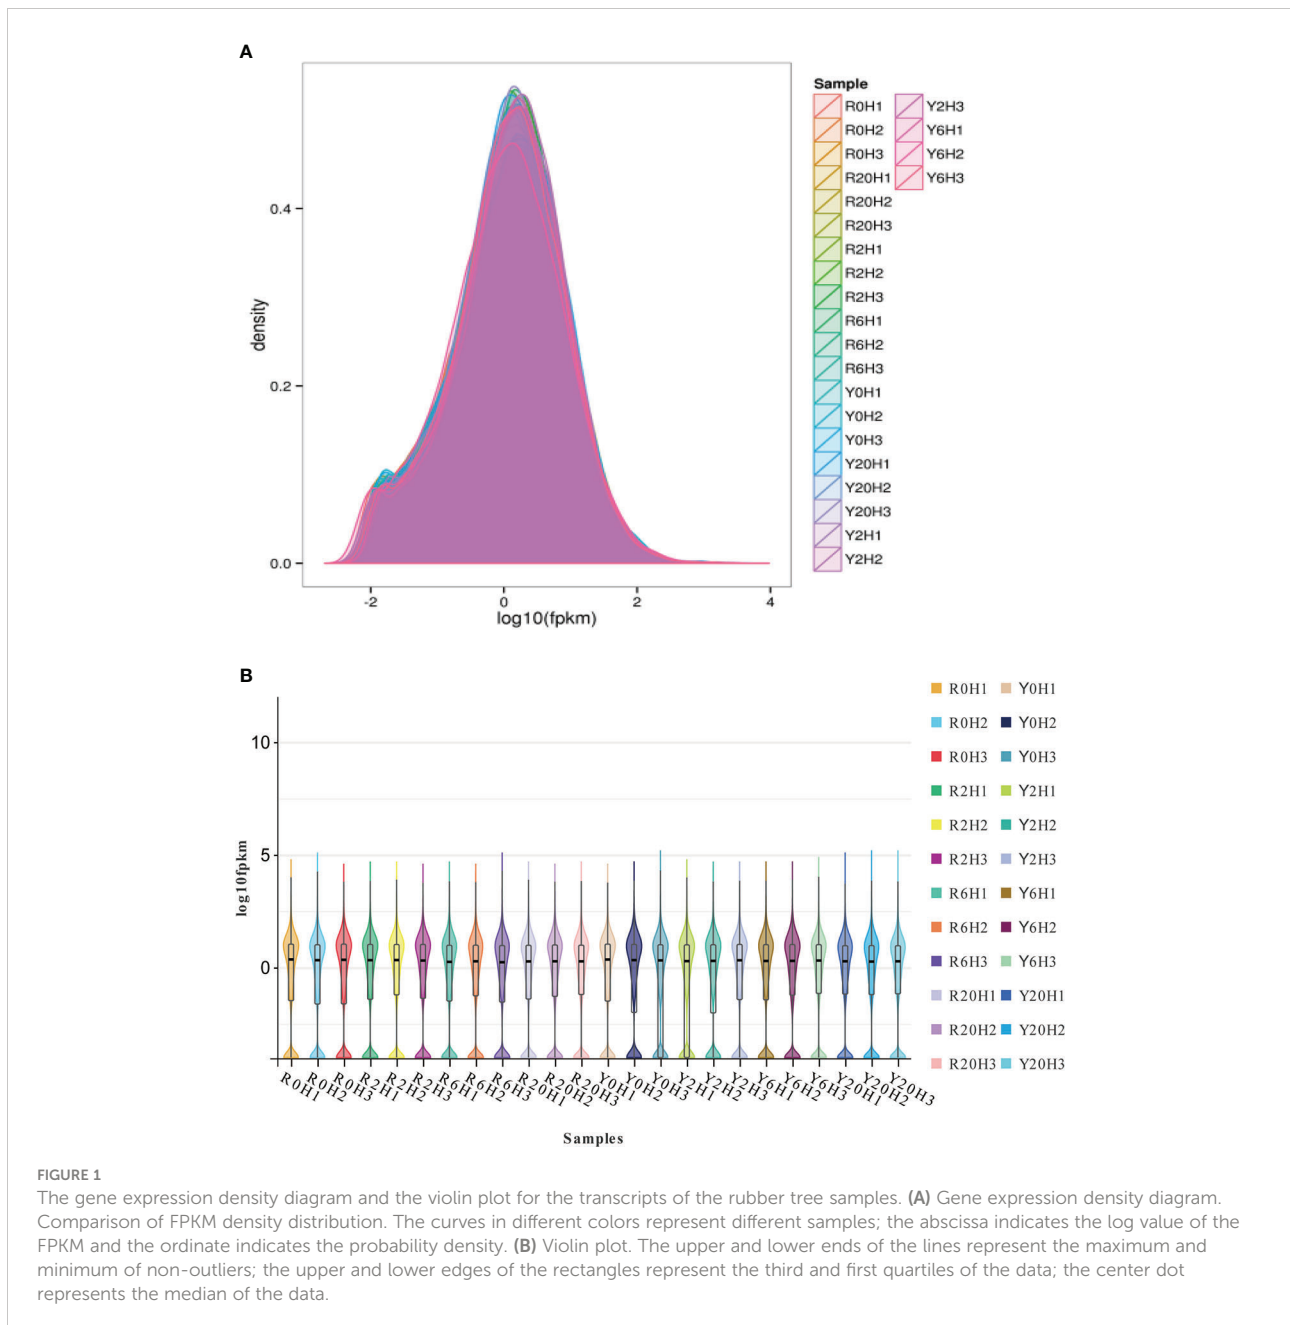 A
Sample
R0H1
R0H2
R0H3
R20H1
R20H2
R20H3
R2H1
R2H2
R2H3
R6H1
R6H2
R6H3
Y0H1
Y0H2
Y0H3
Y20H1
Y20H2
Y20H3
Y2H1
Y2H2
Y2H3
Y6H1
Y6H2
Y6H3
density
0.4
0.2
0.0
-2
0
2
4
log10(fpkm)
B
log10fpkm
10
5
0
R0H1
R0H2
R0H3
R2H1
R2H2
R2H3
R6H1
R6H2
R6H3
R20H1
R20H2
R20H3
Y0H1
Y0H2
Y0H3
Y2H1
Y2H2
Y2H3
Y6H1
Y6H2
Y6H3
Y20H1
Y20H2
Y20H3
Samples
R0H1 Y0H1
R0H2 Y0H2
R0H3 Y0H3
R2H1 Y2H1
R2H2 Y2H2
R2H3 Y2H3
R6H1 Y6H1
R6H2 Y6H2
R6H3 Y6H3
R20H1 Y20H1
R20H2 Y20H2
R20H3 Y20H3
FIGURE 1
The gene expression density diagram and the violin plot for the transcripts of the rubber tree samples. (A) Gene expression density diagram.
Comparison of FPKM density distribution. The curves in different colors represent different samples; the abscissa indicates the log value of the
FPKM and the ordinate indicates the probability density. (B) Violin plot. The upper and lower ends of the lines represent the maximum and
minimum of non-outliers; the upper and lower edges of the rectangles represent the third and first quartiles of the data; the center dot
represents the median of the data.